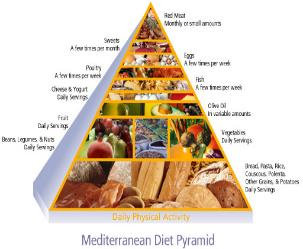 Red Meat
Monthly or small amounts
Sweets
A few times per month
Eggs
A few times per week
Poultry
A few times per week
Fish
A few times per week
Cheese & Yogurt
Daily Servings
Olive Oil
In variable amounts
Fruit
Daily Servings
Vegetables
Daily Servings
Beans, Legumes, & Nuts
Daily Servings
Bread, Pasta, Rice,
Couscous, Polenta,
Other Grains, & Potatoes
Daily Servings
Daily Physical Activity
Mediterranean Diet Pyramid